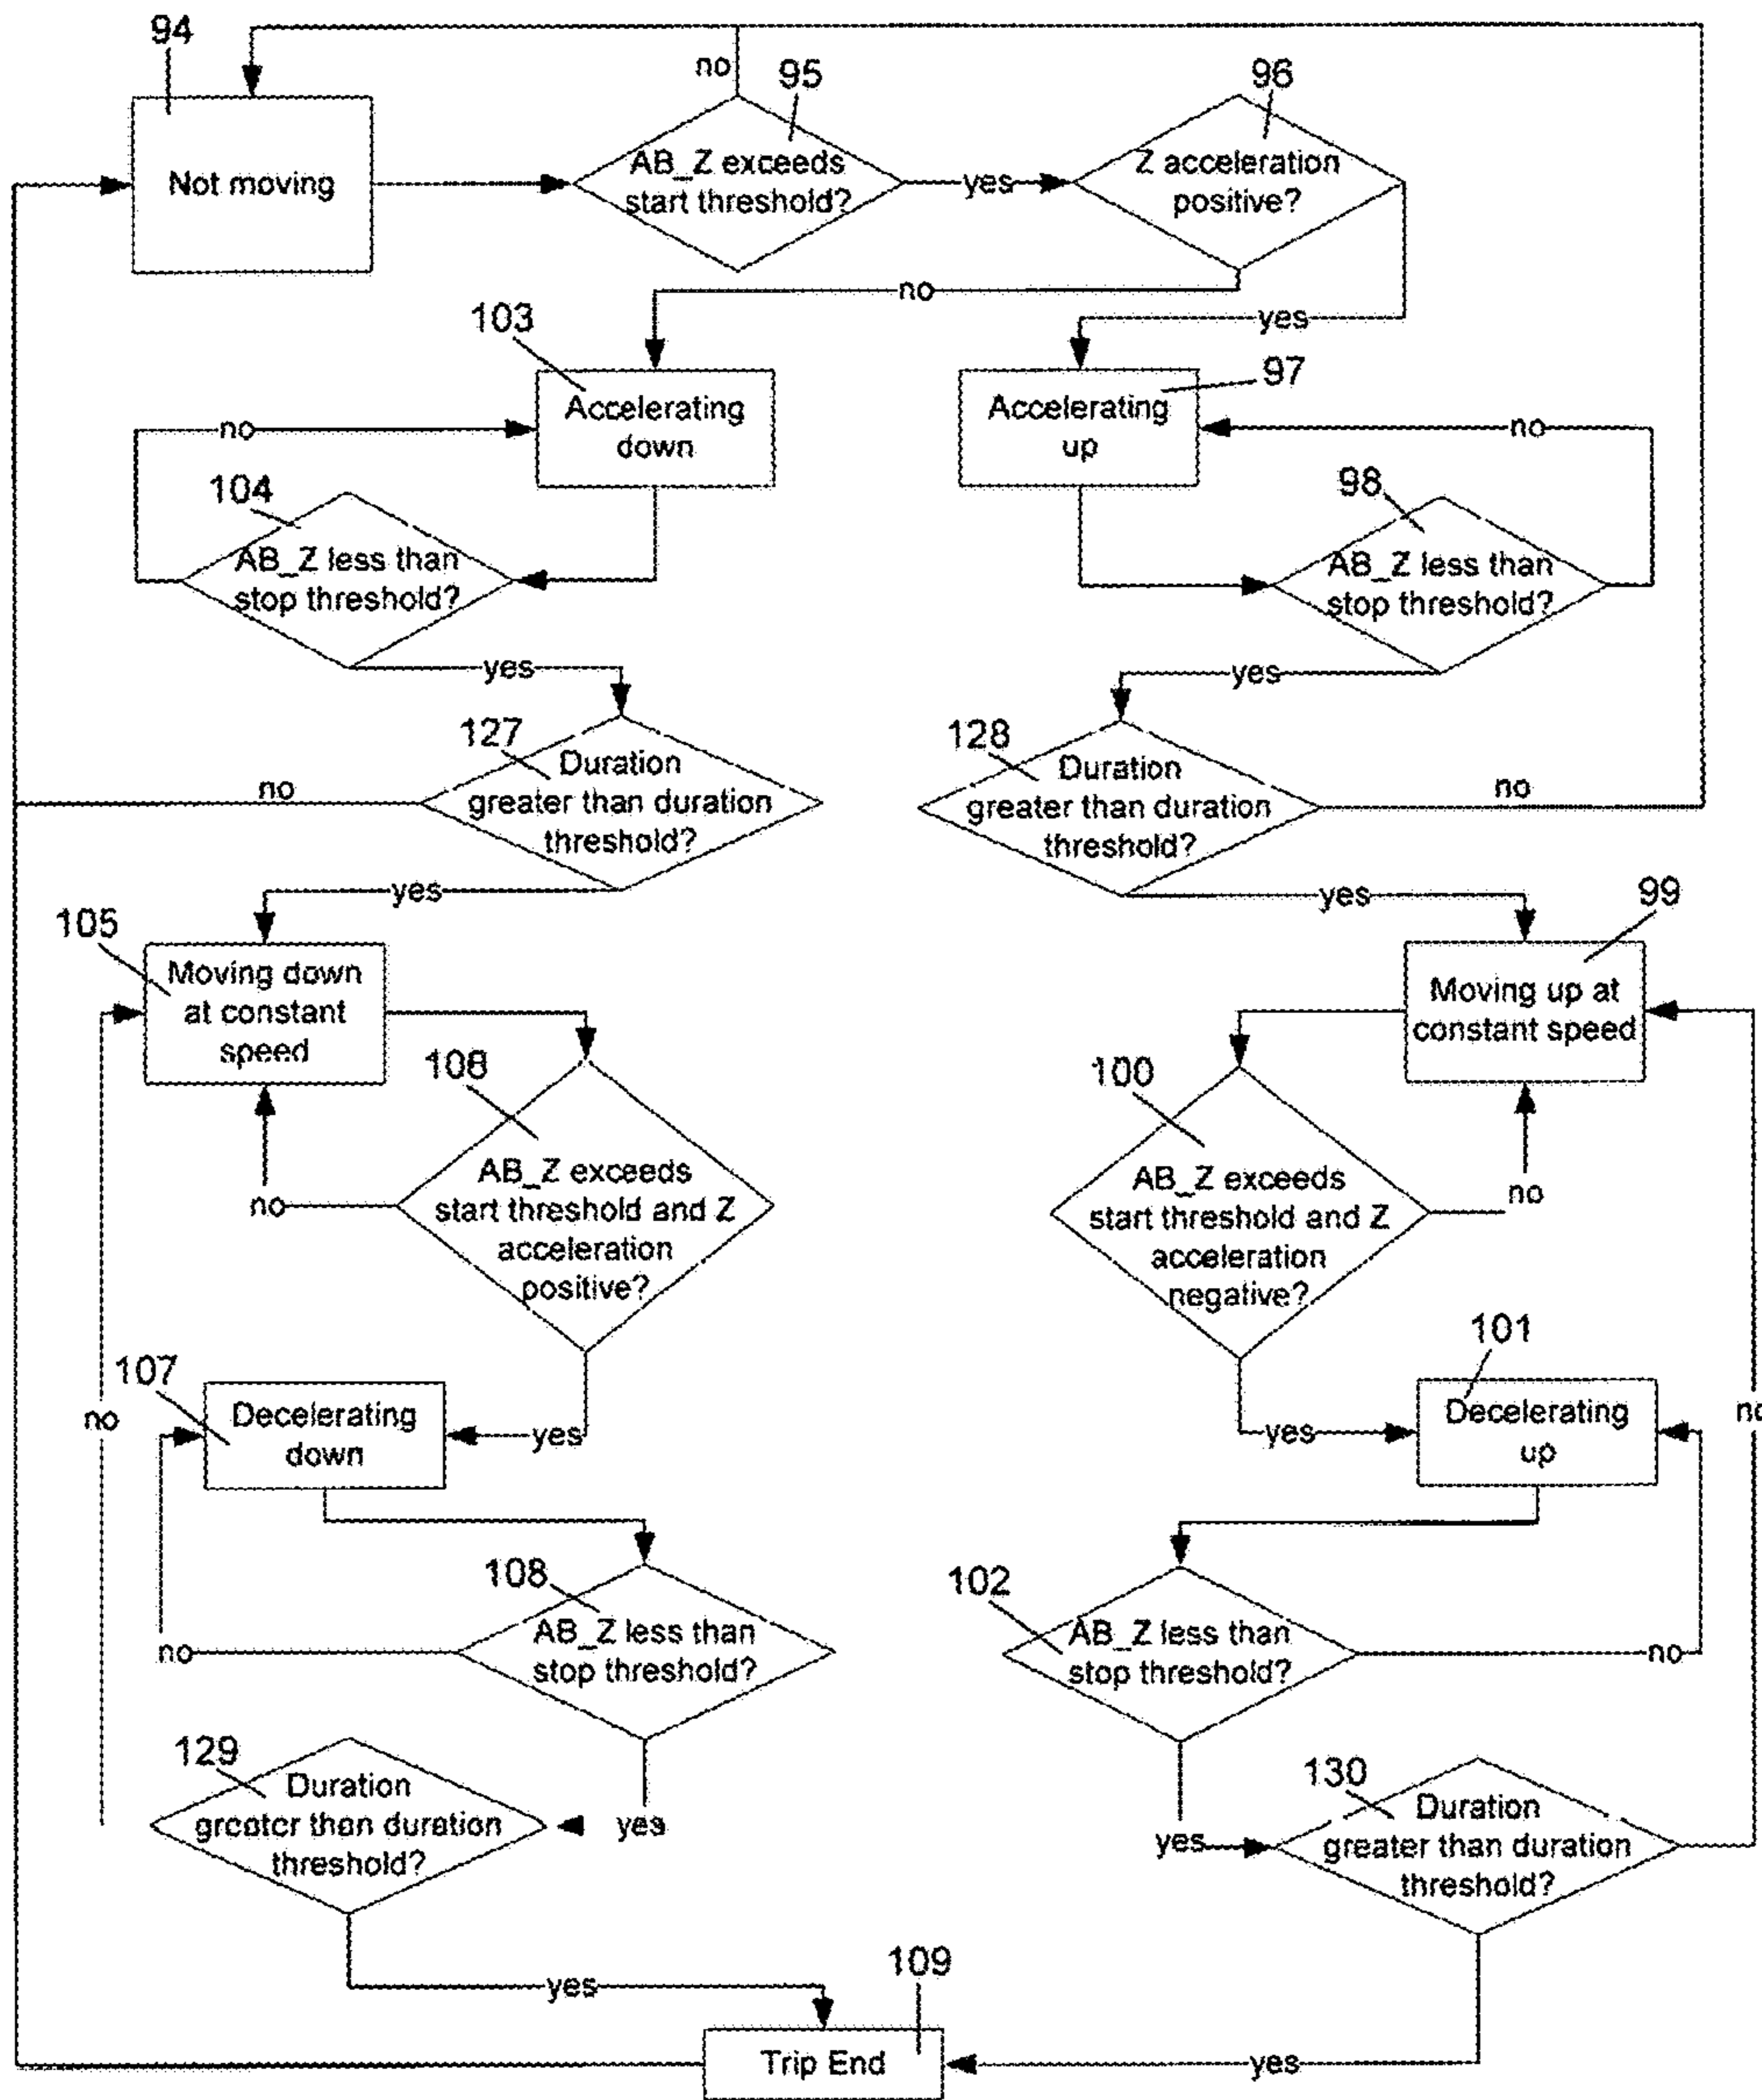 94
no
95
96
Not moving
AB_Z exceeds
start threshold?
yes
Z acceleration
positive?
no
yes
103
97
Accelerating
down
Accelerating
up
no
no
104
98
AB_Z less than
stop threshold?
AB_Z less than
stop threshold?
yes
yes
127
128
Duration
greater than duration
threshold?
Duration
greater than duration
threshold?
no
no
yes
yes
105
99
Moving down
at constant
speed
Moving up at
constant speed
108
100
AB_Z exceeds
start threshold and Z
acceleration
positive?
AB_Z exceeds
start threshold and Z
acceleration
negative?
no
no
107
101
Decelerating
down
Decelerating
up
no
yes
yes
no
108
102
AB_Z less than
stop threshold?
AB_Z less than
stop threshold?
no
no
129
130
Duration
greater than duration
threshold?
Duration
greater than duration
threshold?
yes
yes
109
yes
Trip End
yes